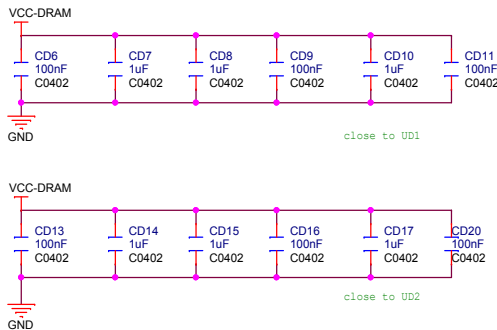 VCC-DRAM
CD6 CD7 CD8 CD9 CD10 CD11
100nF 1uF 1uF 100nF 1uF 100nF
C0402 C0402 C0402 C0402 C0402 C0402
GND
close to UD1
VCC-DRAM
CD13 CD14 CD15 CD16 CD17 CD20
100nF 1uF 1uF 100nF 1uF 100nF
C0402 C0402 C0402 C0402 C0402 C0402
close to UD2
GND